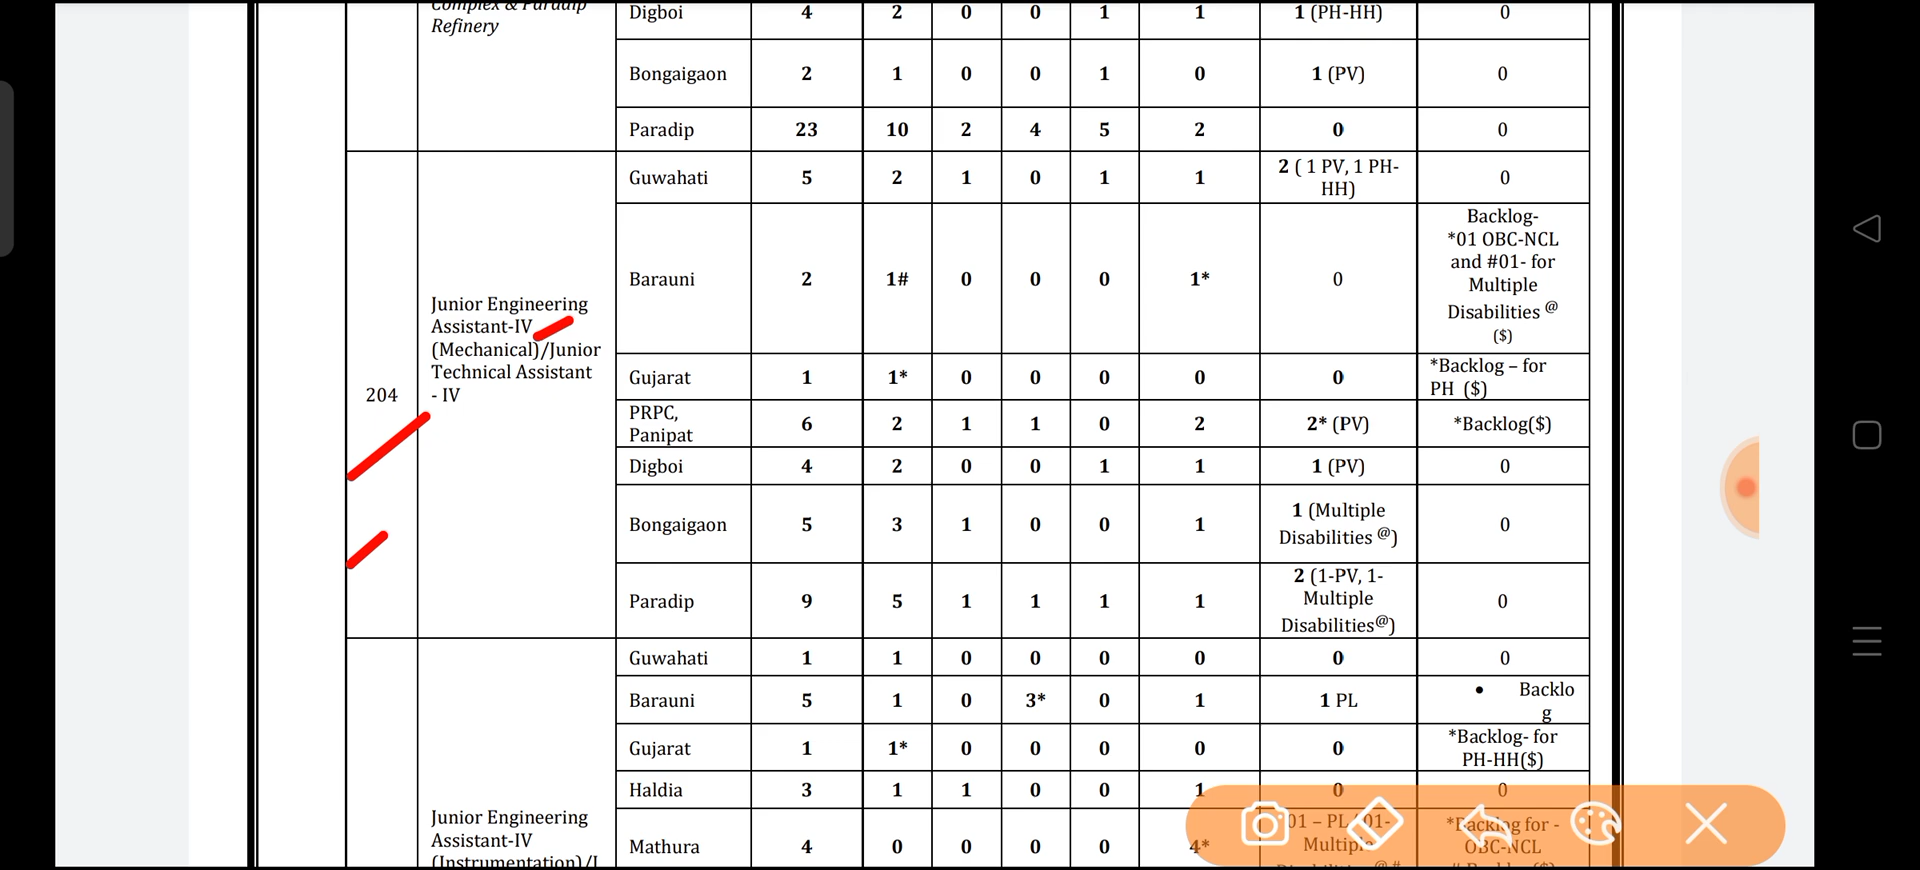 Complex & Paradip
Refinery
Digboi 4 2 0 0 1 1 1 (PH-HH) 0
Bongaigaon 2 1 0 0 1 0 1 (PV) 0
Paradip 23 10 2 4 5 2 0 0
204
Junior Engineering
Assistant-IV
(Mechanical)/Junior
Technical Assistant
- IV
Guwahati 5 2 1 0 1 1 2 ( 1 PV, 1 PH-
HH) 0
Barauni 2 1# 0 0 0 1* 0 Backlog-
*01 OBC-NCL
and #01- for
Multiple
Disabilities @
($)
Gujarat 1 1* 0 0 0 0 0 *Backlog – for
PH ($)
PRPC,
Panipat 6 2 1 1 0 2 2* (PV) *Backlog($)
Digboi 4 2 0 0 1 1 1 (PV) 0
Bongaigaon 5 3 1 0 0 1 1 (Multiple
Disabilities @) 0
Paradip 9 5 1 1 1 1 2 (1-PV, 1-
Multiple
Disabilities@) 0
Junior Engineering
Assistant-IV
(Instrumentation)/J
Guwahati 1 1 0 0 0 0 0 0
Barauni 5 1 0 3* 0 1 1 PL • Backlo
g
Gujarat 1 1* 0 0 0 0 0 *Backlog- for
PH-HH($)
Haldia 3 1 1 0 0 1 0 0
Mathura 4 0 0 0 0 4* 01 – PL 01-
Multiple
*Backlog for -
OBC-NCL